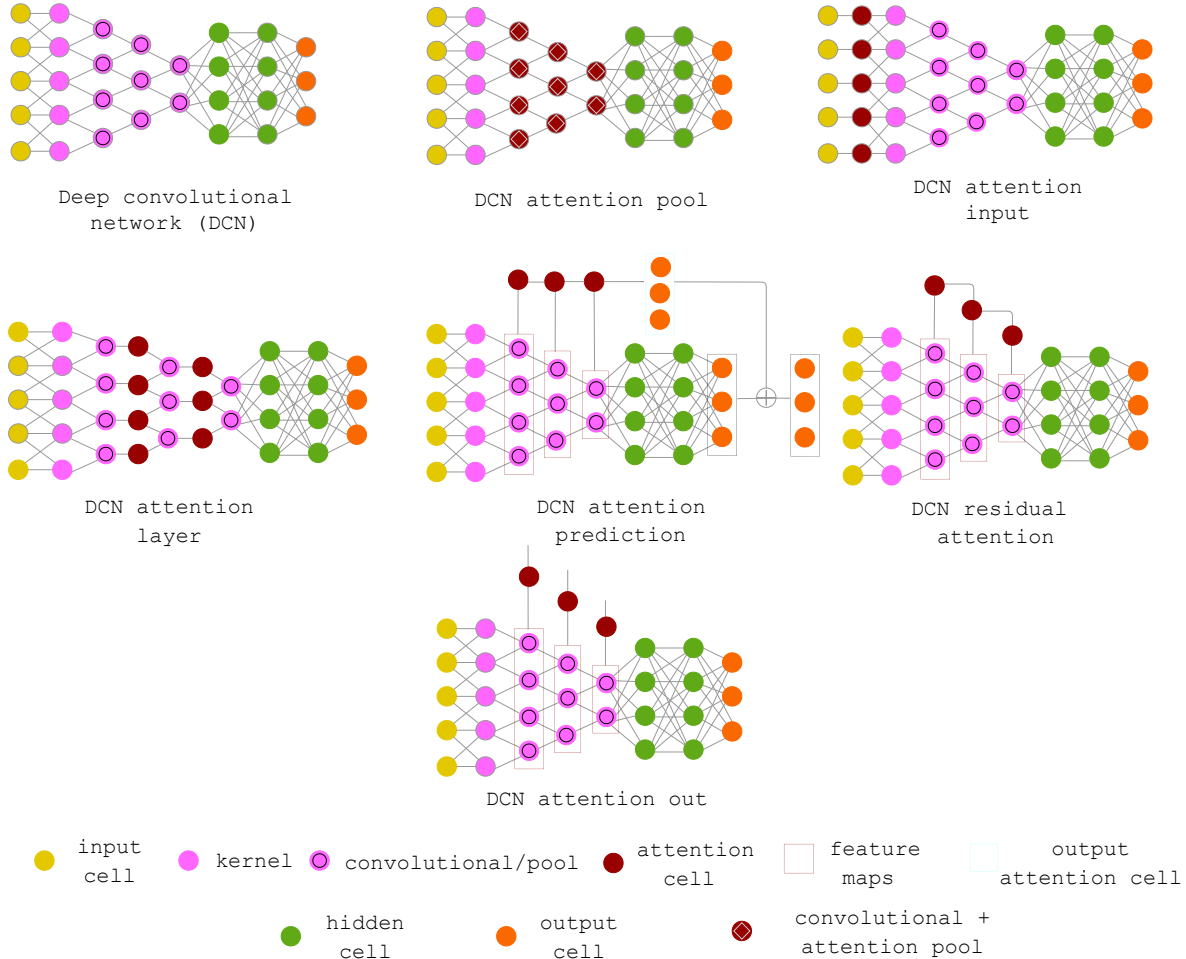 Deep convolutional
network (DCN)
DCN attention pool
DCN attention
input
DCN attention
layer
DCN attention
prediction
DCN residual
attention
DCN attention out
input
cell
kernel
convolutional/pool
attention
cell
feature
maps
output
attention cell
hidden
cell
output
cell
convolutional +
attention pool